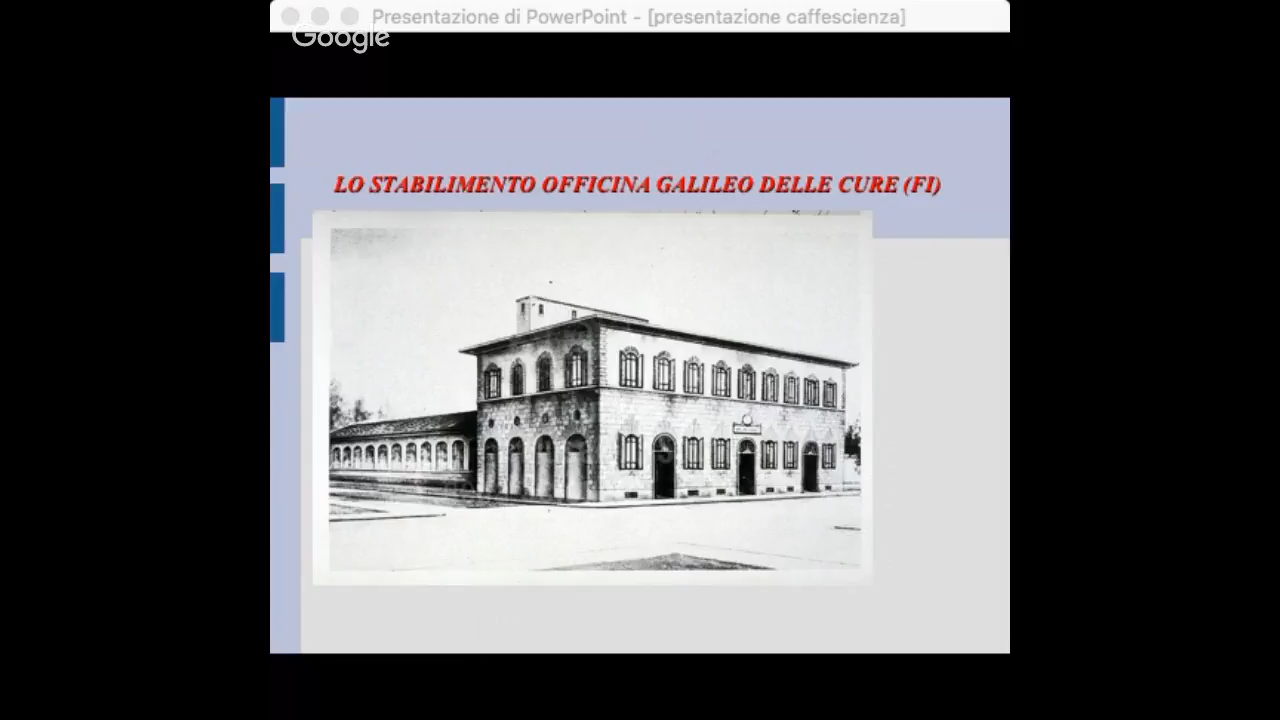 Presentazione di PowerPoint - [presentazione caffescienza]
Google
LO STABILIMENTO OFFICINA GALILEO DELLE CURE (FI)